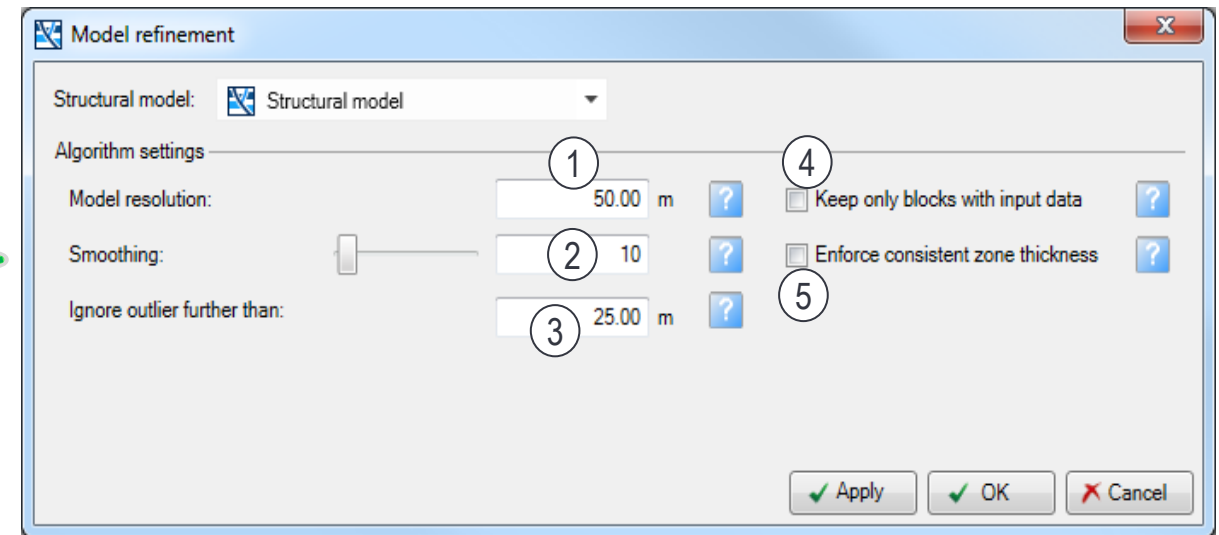 Model refinement
X
Structural model: Structural model
Algorithm settings
1 4
Model resolution: 50.00 m ? Keep only blocks with input data ?
Smoothing: 2 10 ? Enforce consistent zone thickness ?
Ignore outlier further than: 3 25.00 m ? 5
Apply OK Cancel